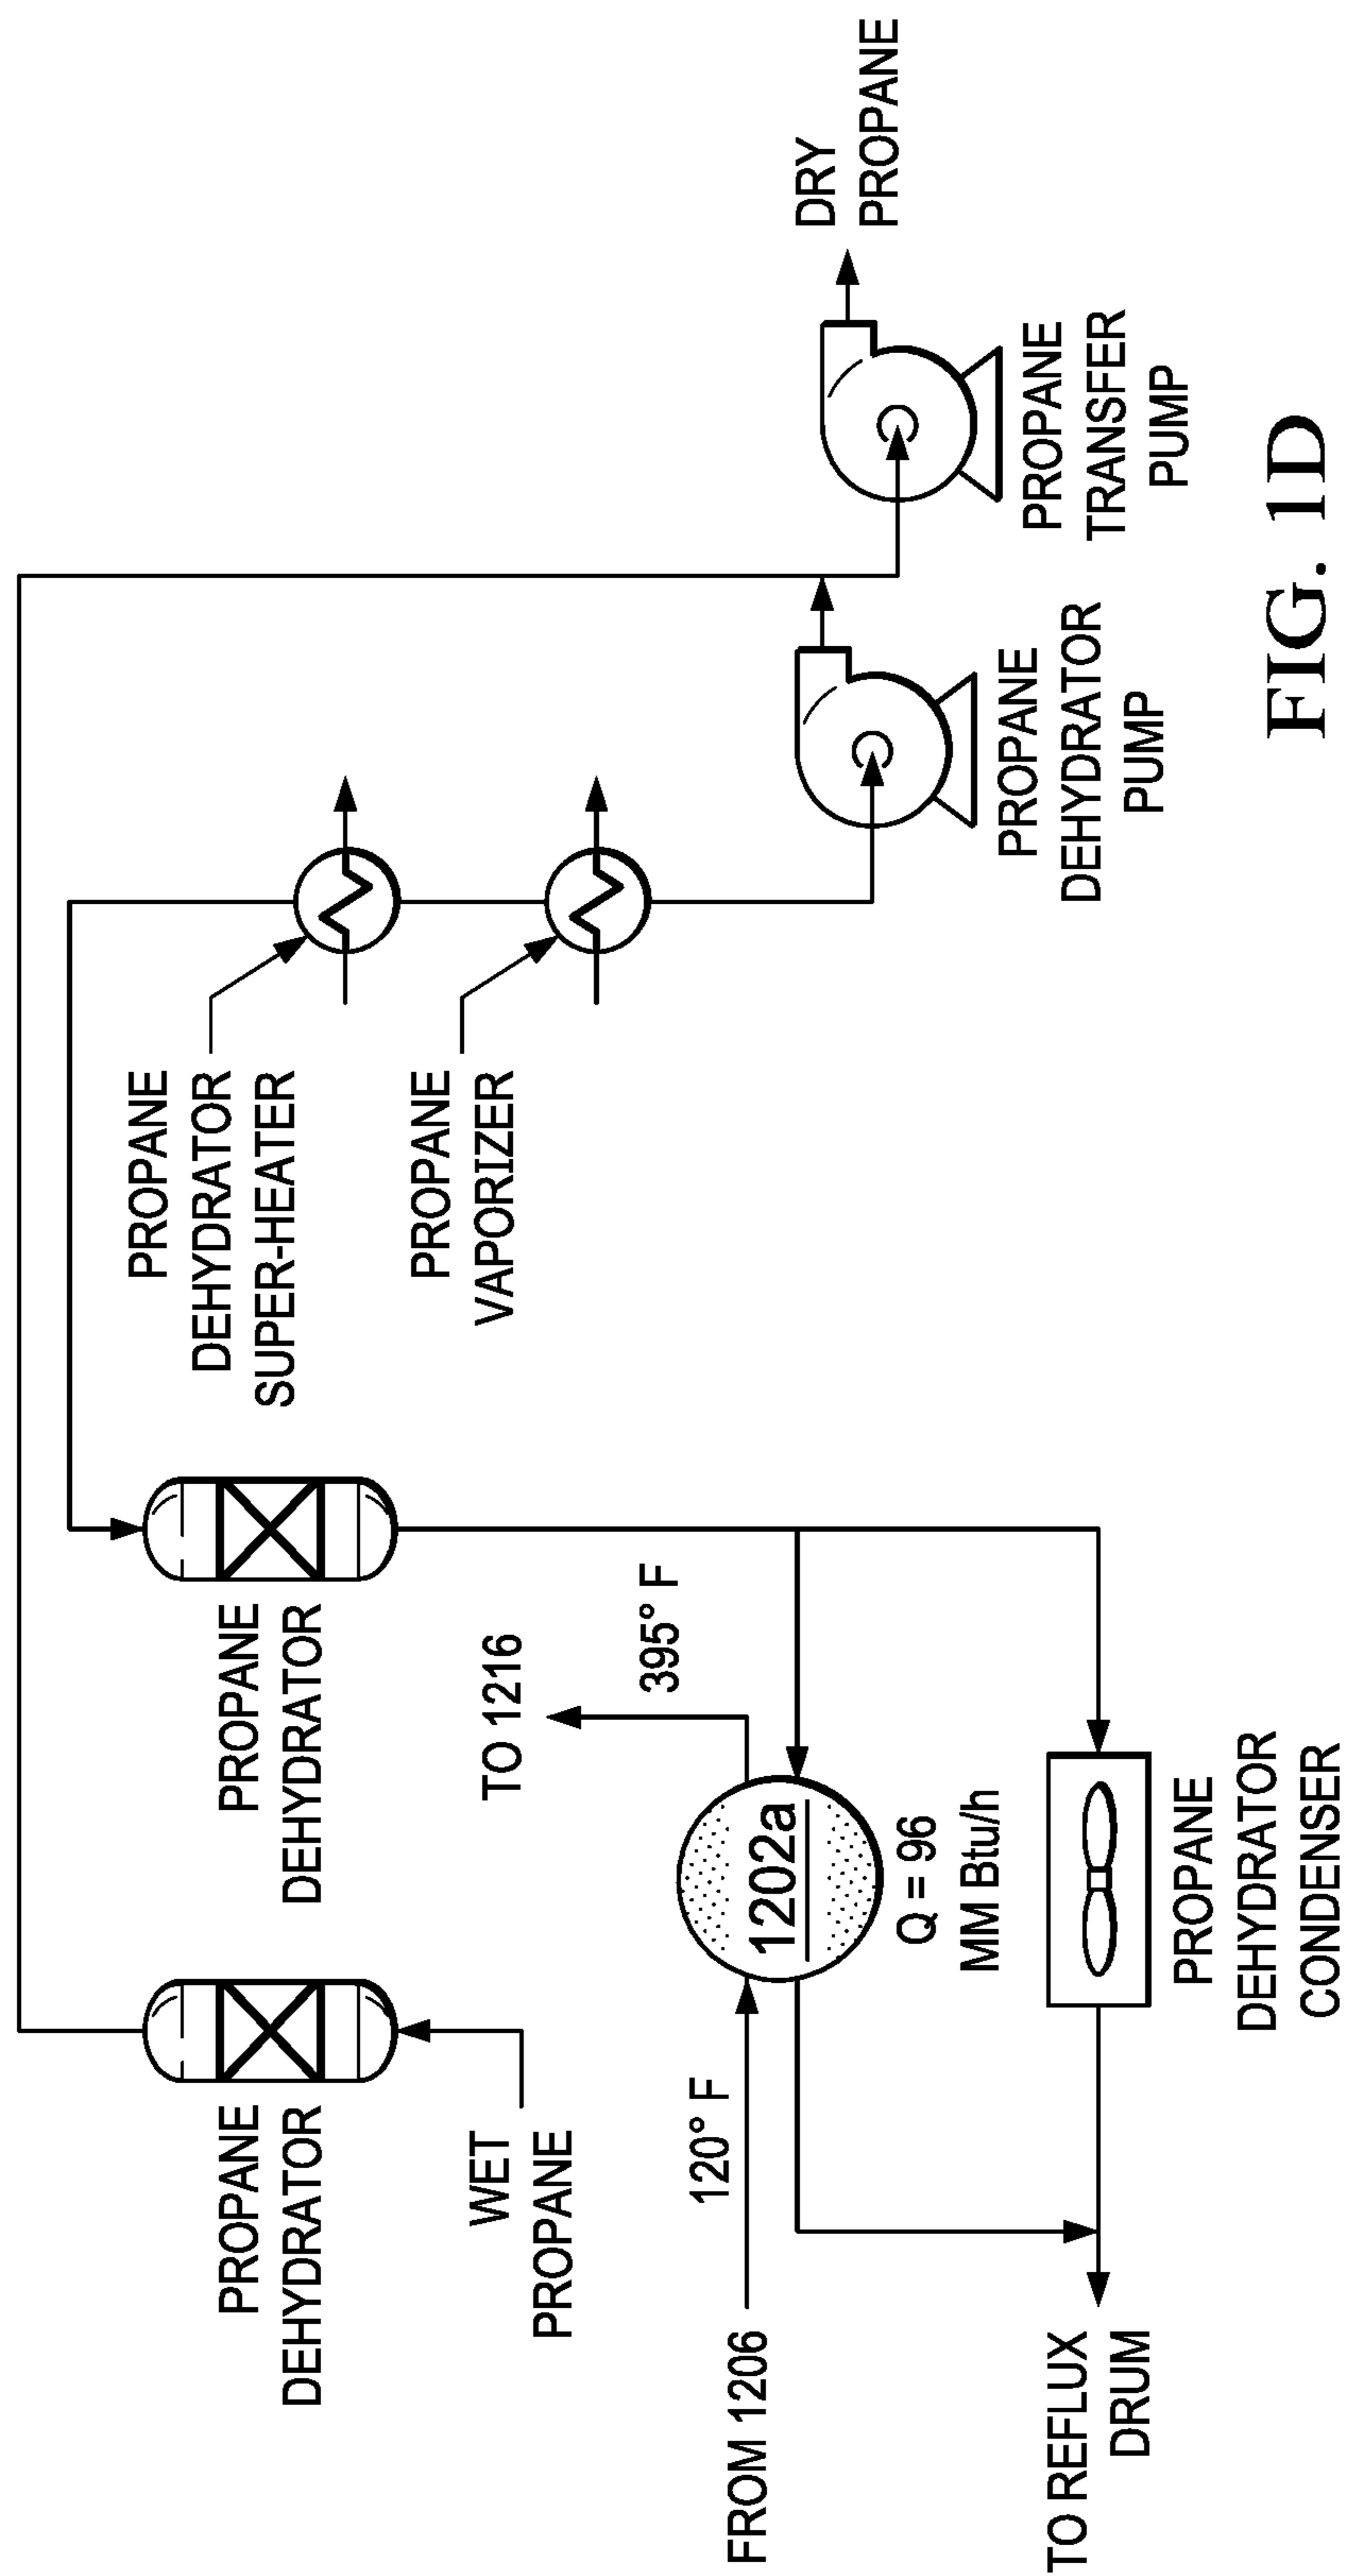 PROPANE
DEHYDRATOR
WET
PROPANE
PROPANE
DEHYDRATOR
PROPANE
DEHYDRATOR
SUPER-HEATER
PROPANE
VAPORIZER
TO 1216
395° F
120° F
FROM 1206
1202a
Q = 96
MM Btu/h
TO REFLUX
DRUM
PROPANE
DEHYDRATOR
CONDENSER
PROPANE
DEHYDRATOR
PUMP
PROPANE
TRANSFER
PUMP
DRY
PROPANE
FIG. 1D